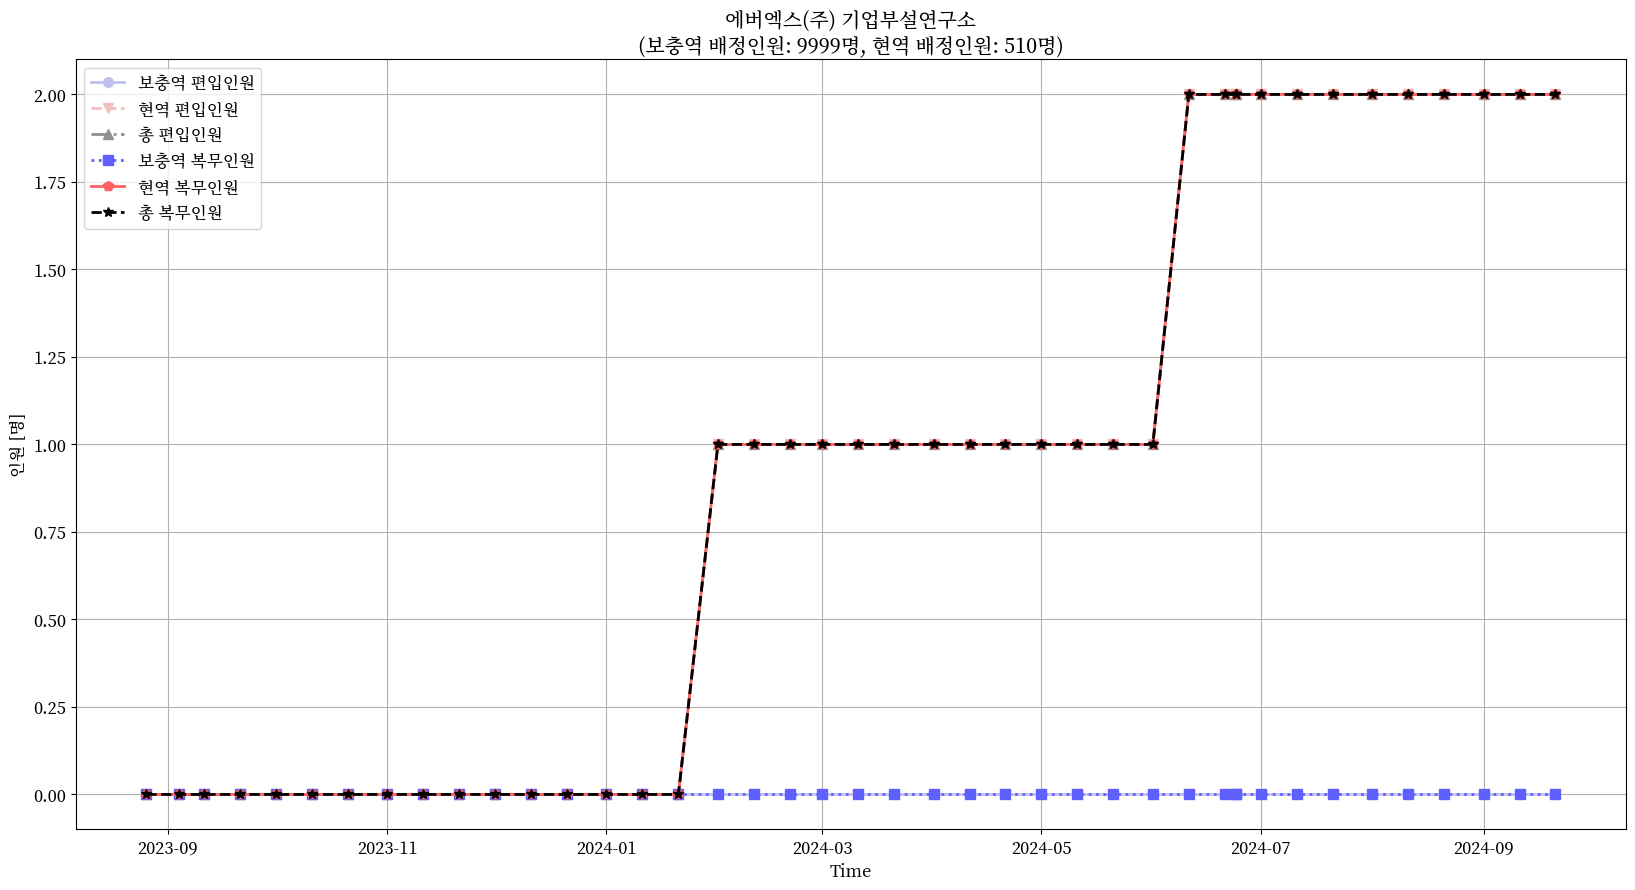 에버엑스(주) 기업부설연구소
(보충역 배정인원: 9999명, 현역 배정인원: 510명)
보충역 편입인원
현역 편입인원
총 편입인원
보충역 복무인원
현역 복무인원
총 복무인원
인원 [명]
2.00
1.75
1.50
1.25
1.00
0.75
0.50
0.25
0.00
2023-09
2023-11
2024-01
2024-03
2024-05
2024-07
2024-09
Time